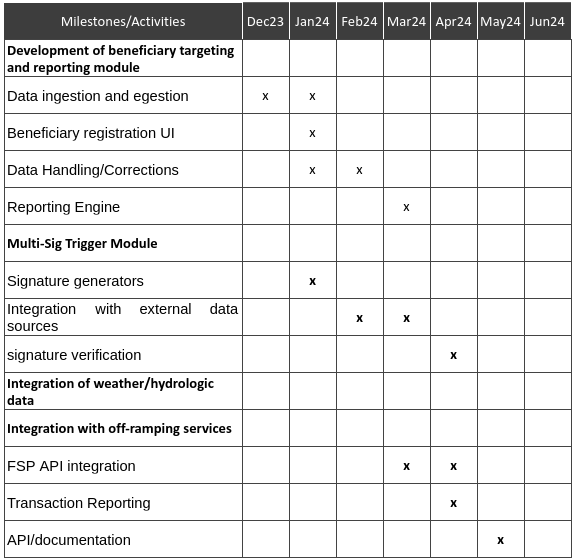 Milestones/Activities Dec23 Jan24 Feb24 Mar24 Apr24 May24 Jun24
Development of beneficiary targeting
and reporting module
Data ingestion and egestion x x
Beneficiary registration UI x
Data Handling/Corrections x x
Reporting Engine x
Multi-Sig Trigger Module
Signature generators x
Integration with external data
sources x x
signature verification x
Integration of weather/hydrologic
data
Integration with off-ramping services
FSP API integration x x
Transaction Reporting x
API/documentation x